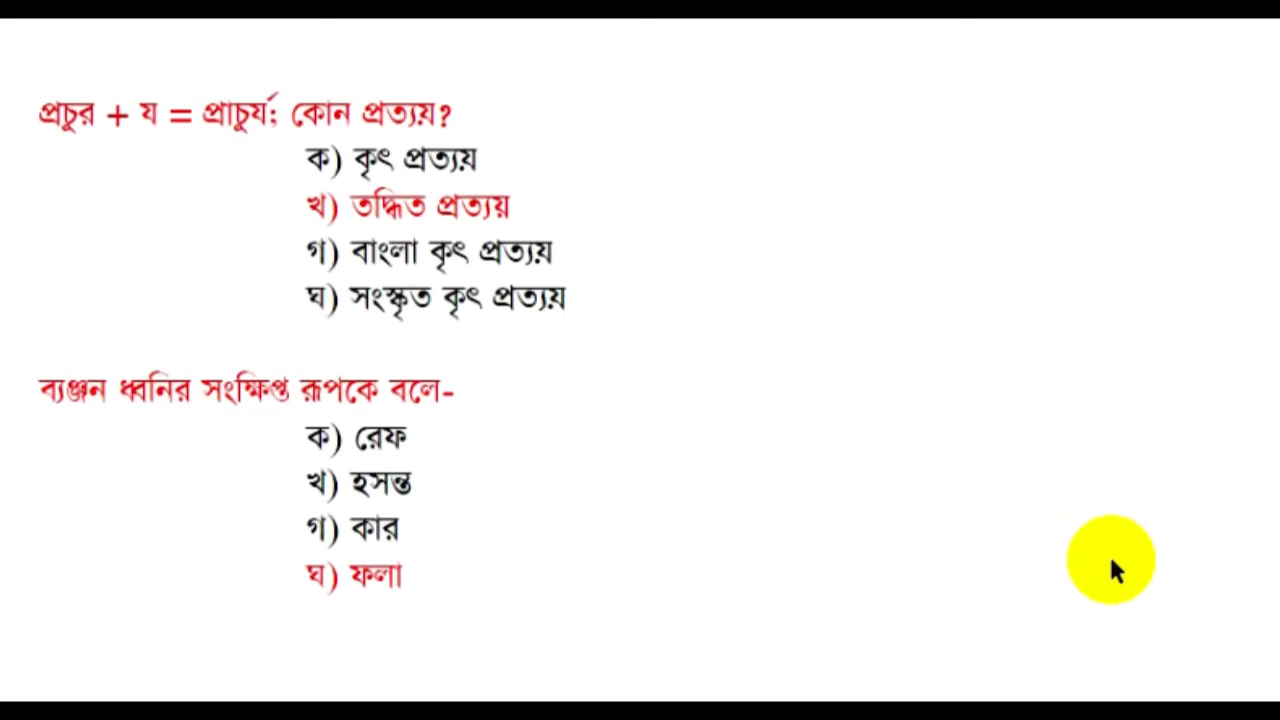 প্রচুর + য = প্রাচুর্য; কোন প্রত্যয়?
ক) কৃৎ প্রত্যয়
খ) তদ্ধিত প্রত্যয়
গ) বাংলা কৃৎ প্রত্যয়
ঘ) সংস্কৃত কৃৎ প্রত্যয়
ব্যঞ্জন ধ্বনির সংক্ষিপ্ত রূপকে বলে-
ক) রেফ
খ) হসন্ত
গ) কার
ঘ) ফলা